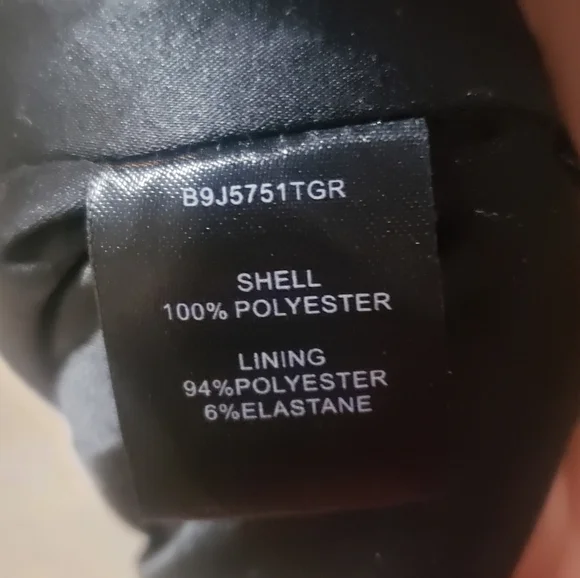 B9J5751TGR
SHELL
100% POLYESTER
LINING
94%POLYESTER
6%ELASTANE